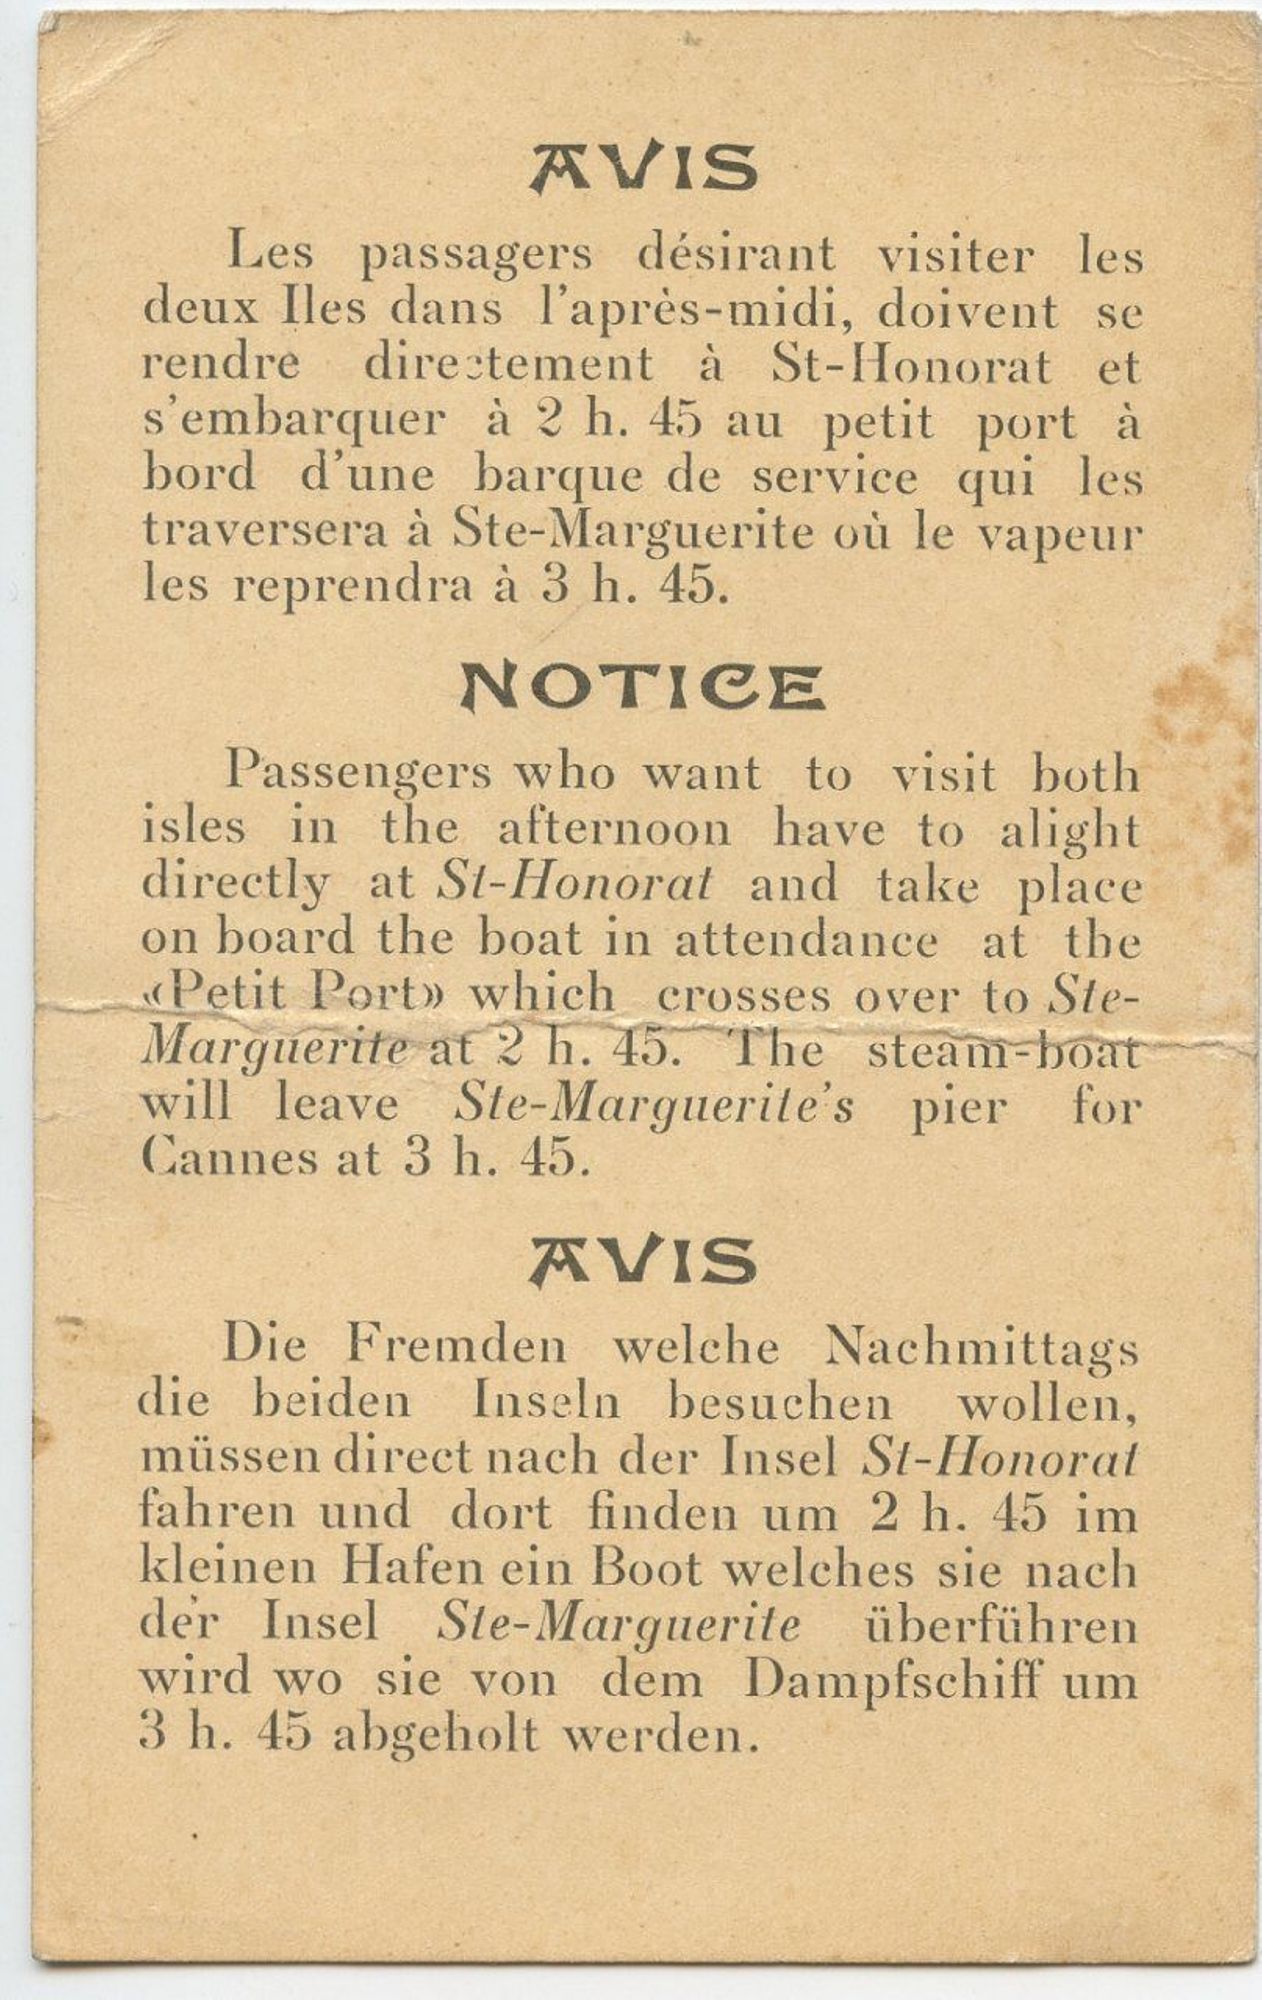 AVIS
Les passagers désirant visiter les
deux Iles dans l'après-midi, doivent se
rendre directement à St-Honorat et
s'embarquer à 2 h. 45 au petit port à
bord d'une barque de service qui les
traversera à Ste-Marguerite où le vapeur
les reprendra à 3 h. 45.
NOTICE
Passengers who want to visit both
isles in the afternoon have to alight
directly at St-Honorat and take place
on board the boat in attendance at the
«Petit Port» which crosses over to Ste-
Marguerite at 2 h. 45. The steam-boat
will leave Ste-Marguerite's pier for
Cannes at 3 h. 45.
AVIS
Die Fremden welche Nachmittags
die beiden Inseln besuchen wollen,
müssen direct nach der Insel St-Honorat
fahren und dort finden um 2 h. 45 im
kleinen Hafen ein Boot welches sie nach
der Insel Ste-Marguerite überführen
wird wo sie von dem Dampfschiff um
3 h. 45 abgeholt werden.